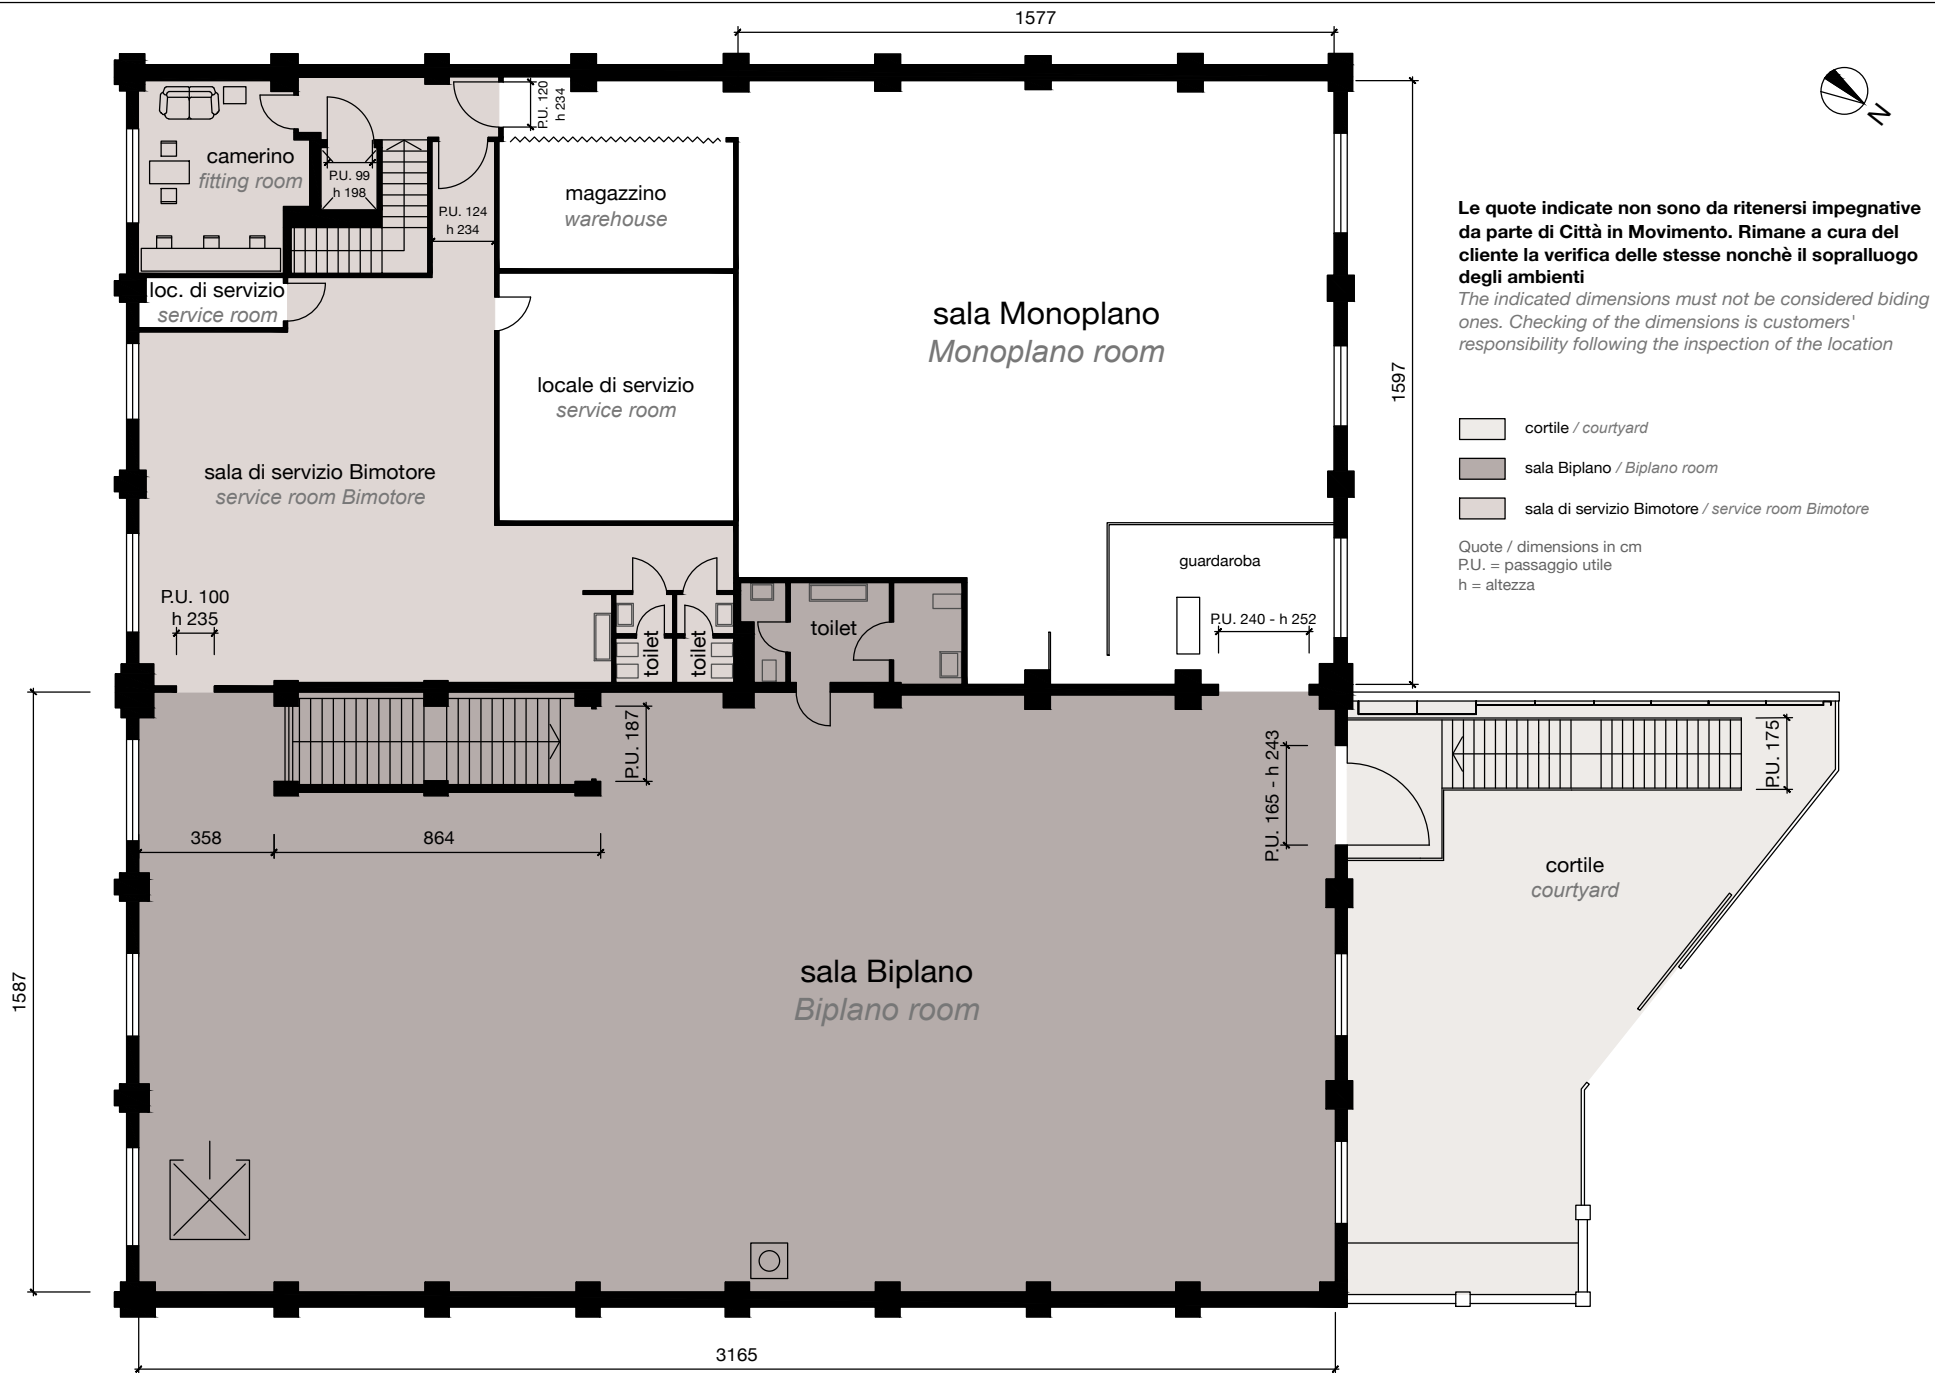 1577
P.U. 120
h 234
N
camerino
fitting room
P.U. 99
h 198
P.U. 124
h 234
magazzino
warehouse
loc. di servizio
service room
sala Monoplano
Monoplano room
1597
Le quote indicate non sono da ritenersi impegnative
da parte di Città in Movimento. Rimane a cura del
cliente la verifica delle stesse nonchè il sopralluogo
degli ambienti
The indicated dimensions must not be considered biding
ones. Checking of the dimensions is customers'
responsibility following the inspection of the location
cortile / courtyard
sala Biplano / Biplano room
sala di servizio Bimotore / service room Bimotore
Quote / dimensions in cm
P.U. = passaggio utile
h = altezza
locale di servizio
service room
sala di servizio Bimotore
service room Bimotore
guardaroba
P.U. 240 - h 252
P.U. 100
h 235
toilet
toilet
toilet
P.U. 187
P.U. 165 - h 243
P.U. 175
358
864
cortile
courtyard
1587
sala Biplano
Biplano room
3165